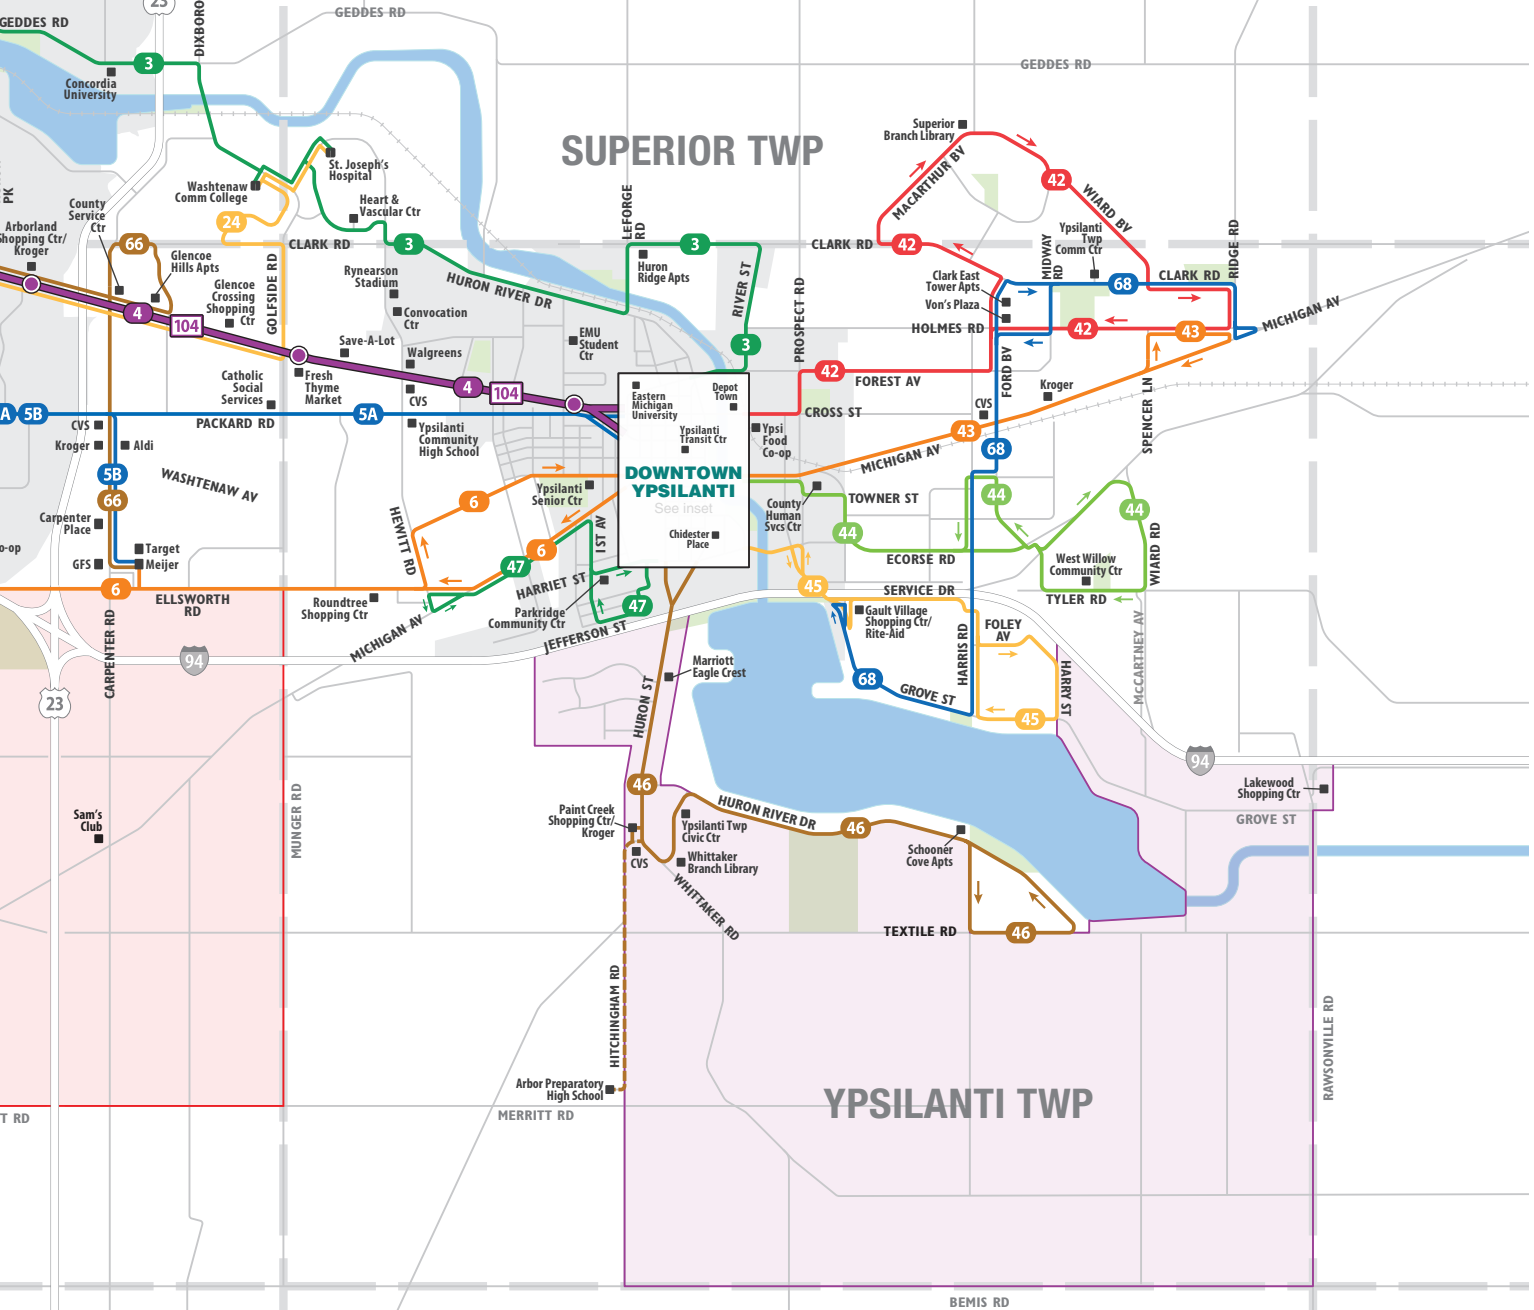 23
GEDDES RD
GEDDES RD
DIXBORO
3
Concordia
University
GEDDES RD
SUPERIOR TWP
Superior
Branch Library
42
MACARTHUR BV
WIARD BV
St. Joseph's
Hospital
Washtenaw
Comm College
PK
County
Service
Ctr
24
Heart &
Vascular Ctr
LEFORGE
RD
Arborland
Shopping Ctr/
Kroger
66
CLARK RD
3
3
CLARK RD
42
Ypsilanti
Twp
Comm Ctr
MIDWAY
RD
RIDGE RD
Glencoe
Hills Apts
GOLFSIDE RD
Rynearson
Stadium
Huron
Ridge Apts
HURON RIVER DR
RIVER ST
Clark East
Tower Apts
Von's Plaza
68
CLARK RD
Glencoe
Crossing
Shopping
Ctr
4
104
Convocation
Ctr
PROSPECT RD
HOLMES RD
42
43
MICHIGAN AV
Save-A-Lot
Walgreens
EMU
Student
Ctr
3
FORD BV
Catholic
Social
Services
Fresh
Thyme
Market
4
104
CVS
42
FOREST AV
Kroger
SPENCER LN
Eastern
Michigan
University
Depot
Town
CROSS ST
CVS
A
5B
PACKARD RD
5A
CVS
Kroger
Aldi
Ypsilanti
Community
High School
Ypsilanti
Transit Ctr
Ypsi
Food
Co-op
43
MICHIGAN AV
68
5B
WASHTENAW AV
DOWNTOWN
YPSILANTI
See inset
66
6
Ypsilanti
Senior Ctr
County
Human
Svcs Ctr
TOWNER ST
44
44
Carpenter
Place
HEWITT RD
1ST AV
Chidester
Place
44
WIARD RD
o-op
Target
Meijer
GFS
6
47
ECORSE RD
West Willow
Community Ctr
6
ELLSWORTH
RD
Roundtree
Shopping Ctr
HARRIET ST
Parkridge
Community Ctr
47
45
SERVICE DR
TYLER RD
Gault Village
Shopping Ctr/
Rite-Aid
MICHIGAN AV
JEFFERSON ST
HARRIS RD
FOLEY
AV
MCCARTNEY AV
CARPENTER RD
94
Marriott
Eagle Crest
68
GROVE ST
HARRY ST
23
HURON ST
45
94
46
Lakewood
Shopping Ctr
MUNGER RD
Sam's
Club
Paint Creek
Shopping Ctr/
Kroger
HURON RIVER DR
Ypsilanti Twp
Civic Ctr
46
GROVE ST
CVS
Whittaker
Branch Library
Schooner
Cove Apts
WHITTAKER RD
TEXTILE RD
46
HITCHINGHAM RD
RAWSONVILLE RD
Arbor Preparatory
High School
T RD
MERRITT RD
YPSILANTI TWP
BEMIS RD